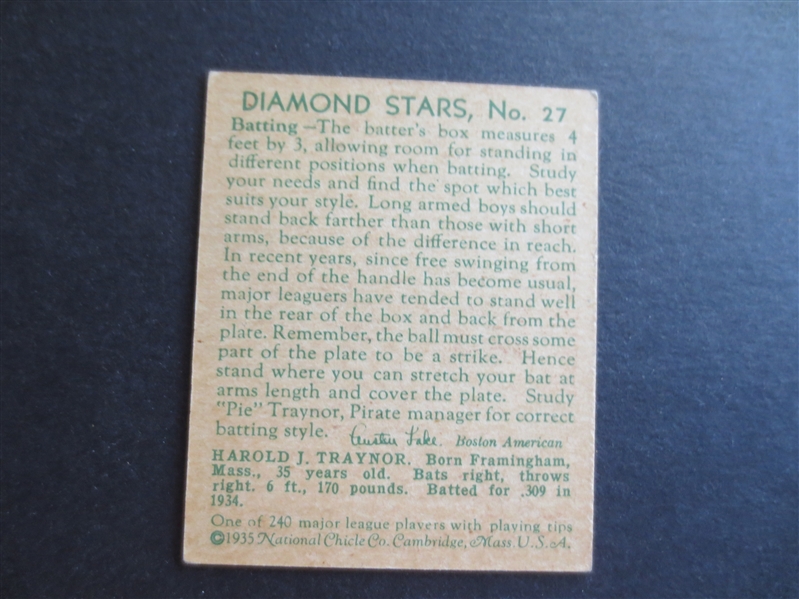 DIAMOND STARS, No. 27
Batting—The batter's box measures 4
feet by 3, allowing room for standing in
different positions when batting. Study
your needs and find the spot which best
suits your style. Long armed boys should
stand back farther than those with short
arms, because of the difference in reach.
In recent years, since free swinging from
the end of the handle has become usual,
major leaguers have tended to stand well
in the rear of the box and back from the
plate. Remember, the ball must cross some
part of the plate to be a strike. Hence
stand where you can stretch your bat at
arms length and cover the plate. Study
"Pie" Traynor, Pirate manager for correct
batting style. Austen Lake. Boston American
HAROLD J. TRAYNOR. Born Framingham,
Mass., 35 years old. Bats right, throws
right. 6 ft., 170 pounds. Batted for .309 in
1934.
One of 240 major league players with playing tips
©1935 National Chicle Co. Cambridge, Mass. U.S.A.